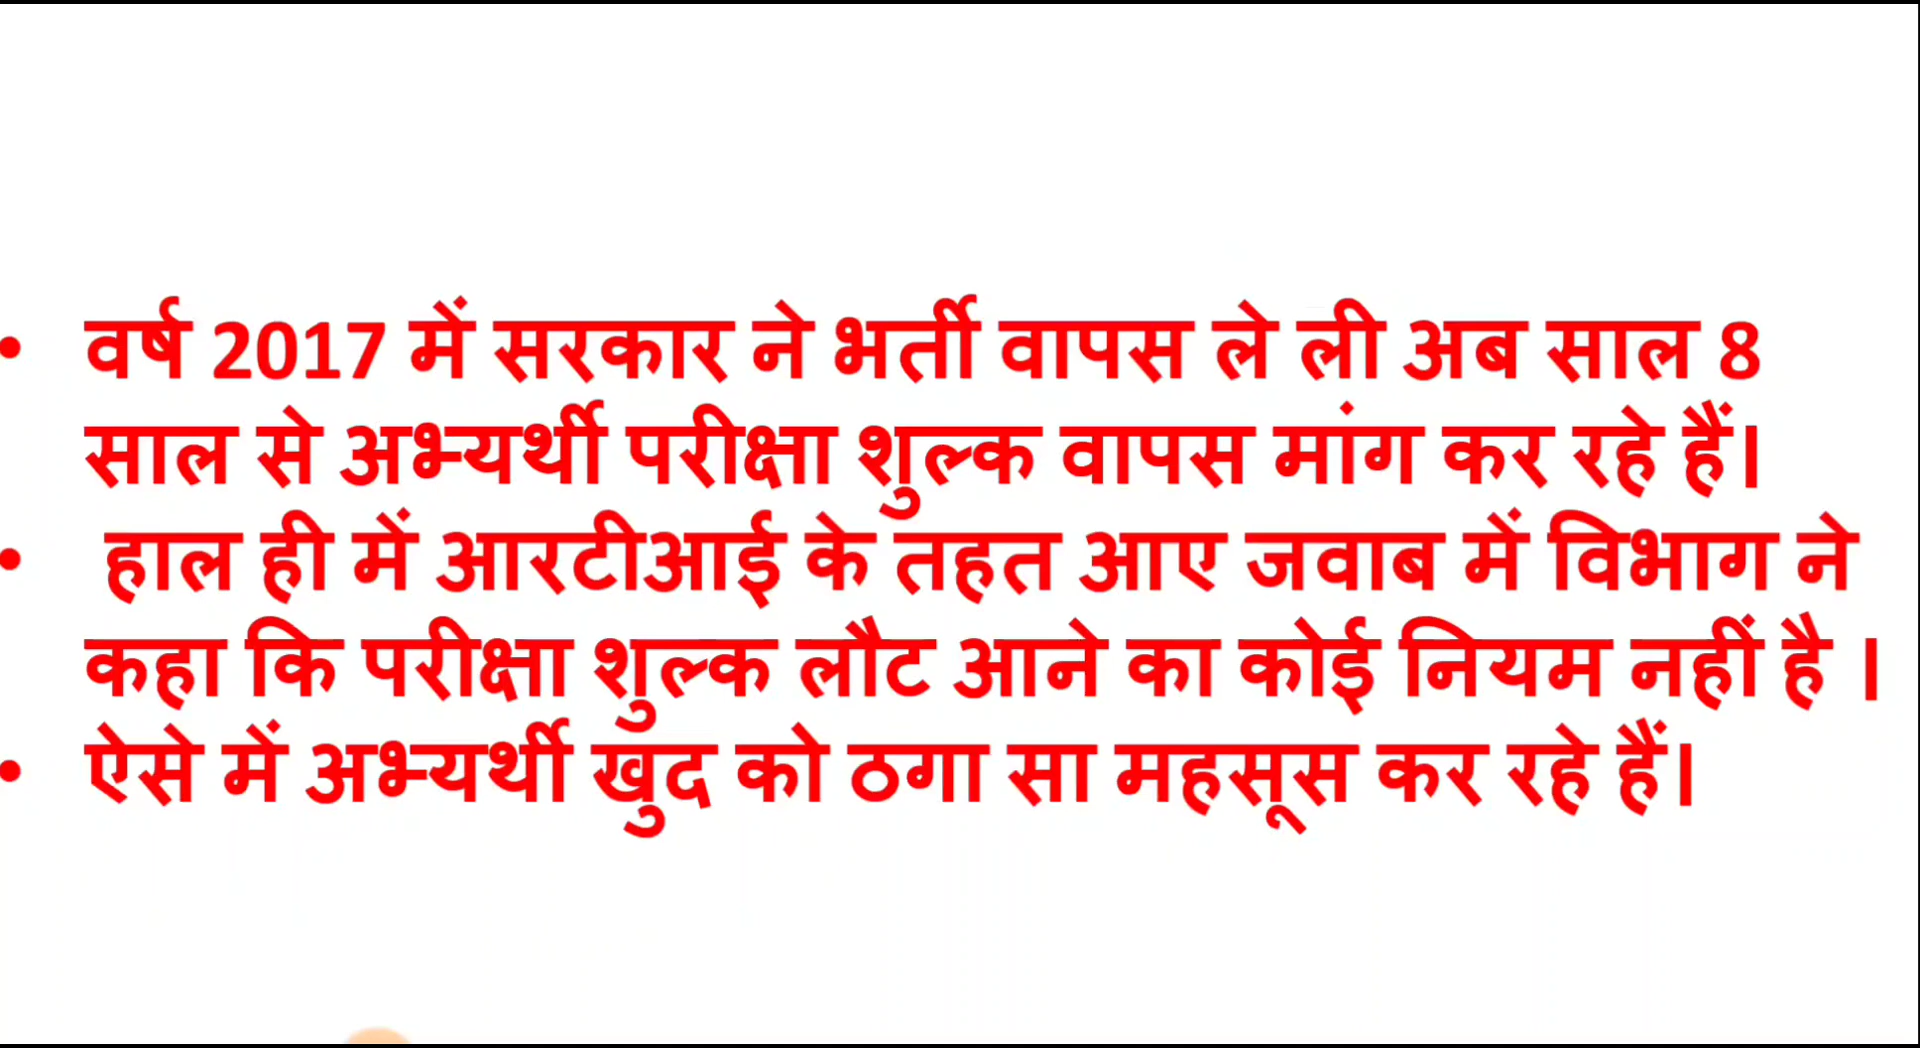 • वर्ष 2017 में सरकार ने भर्ती वापस ले ली अब साल 8
साल से अभ्यर्थी परीक्षा शुल्क वापस मांग कर रहे हैं।
• हाल ही में आरटीआई के तहत आए जवाब में विभाग ने
कहा कि परीक्षा शुल्क लौट आने का कोई नियम नहीं है ।
• ऐसे में अभ्यर्थी खुद को ठगा सा महसूस कर रहे हैं।